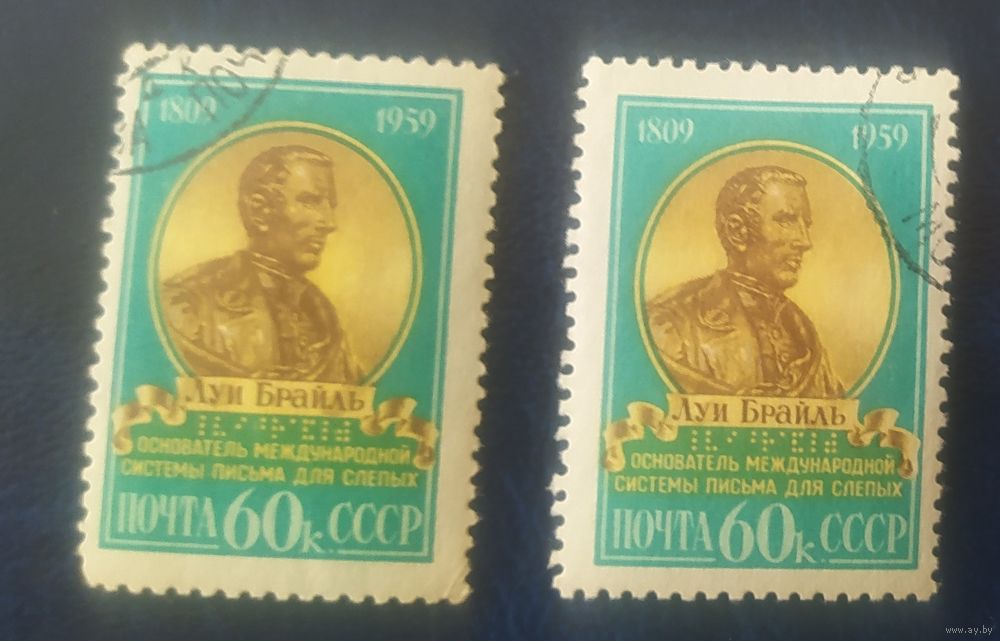 1809 1959
Луи Брайль
ОСНОВАТЕЛЬ МЕЖДУНАРОДНОЙ
СИСТЕМЫ ПИСЬМА ДЛЯ СЛЕПЫХ
ПОЧТА 60к. СССР
1809 1959
Луи Брайль
ОСНОВАТЕЛЬ МЕЖДУНАРОДНОЙ
СИСТЕМЫ ПИСЬМА ДЛЯ СЛЕПЫХ
ПОЧТА 60к. СССР
© www.ay.by